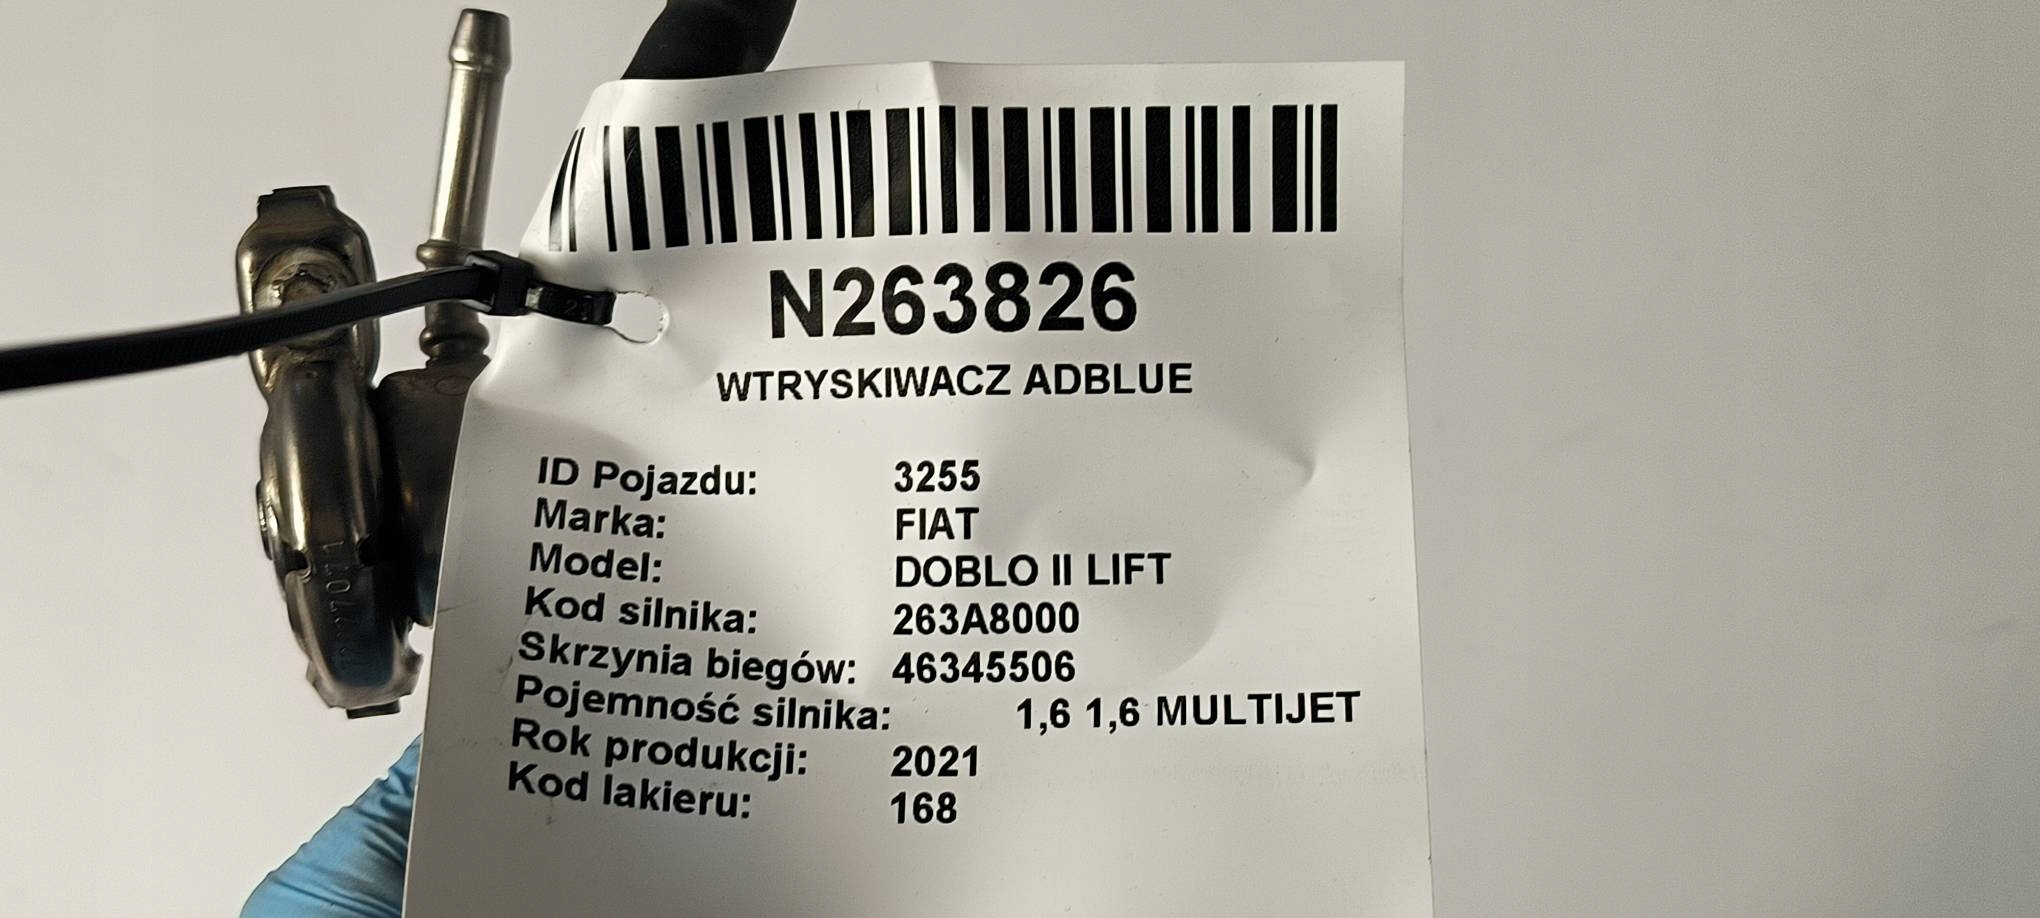 N263826
WTRYSKIWACZ ADBLUE
ID Pojazdu: 3255
Marka: FIAT
Model: DOBLO II LIFT
Kod silnika: 263A8000
Skrzynia biegów: 46345506
Pojemność silnika: 1,6 1,6 MULTIJET
Rok produkcji: 2021
Kod lakieru: 168